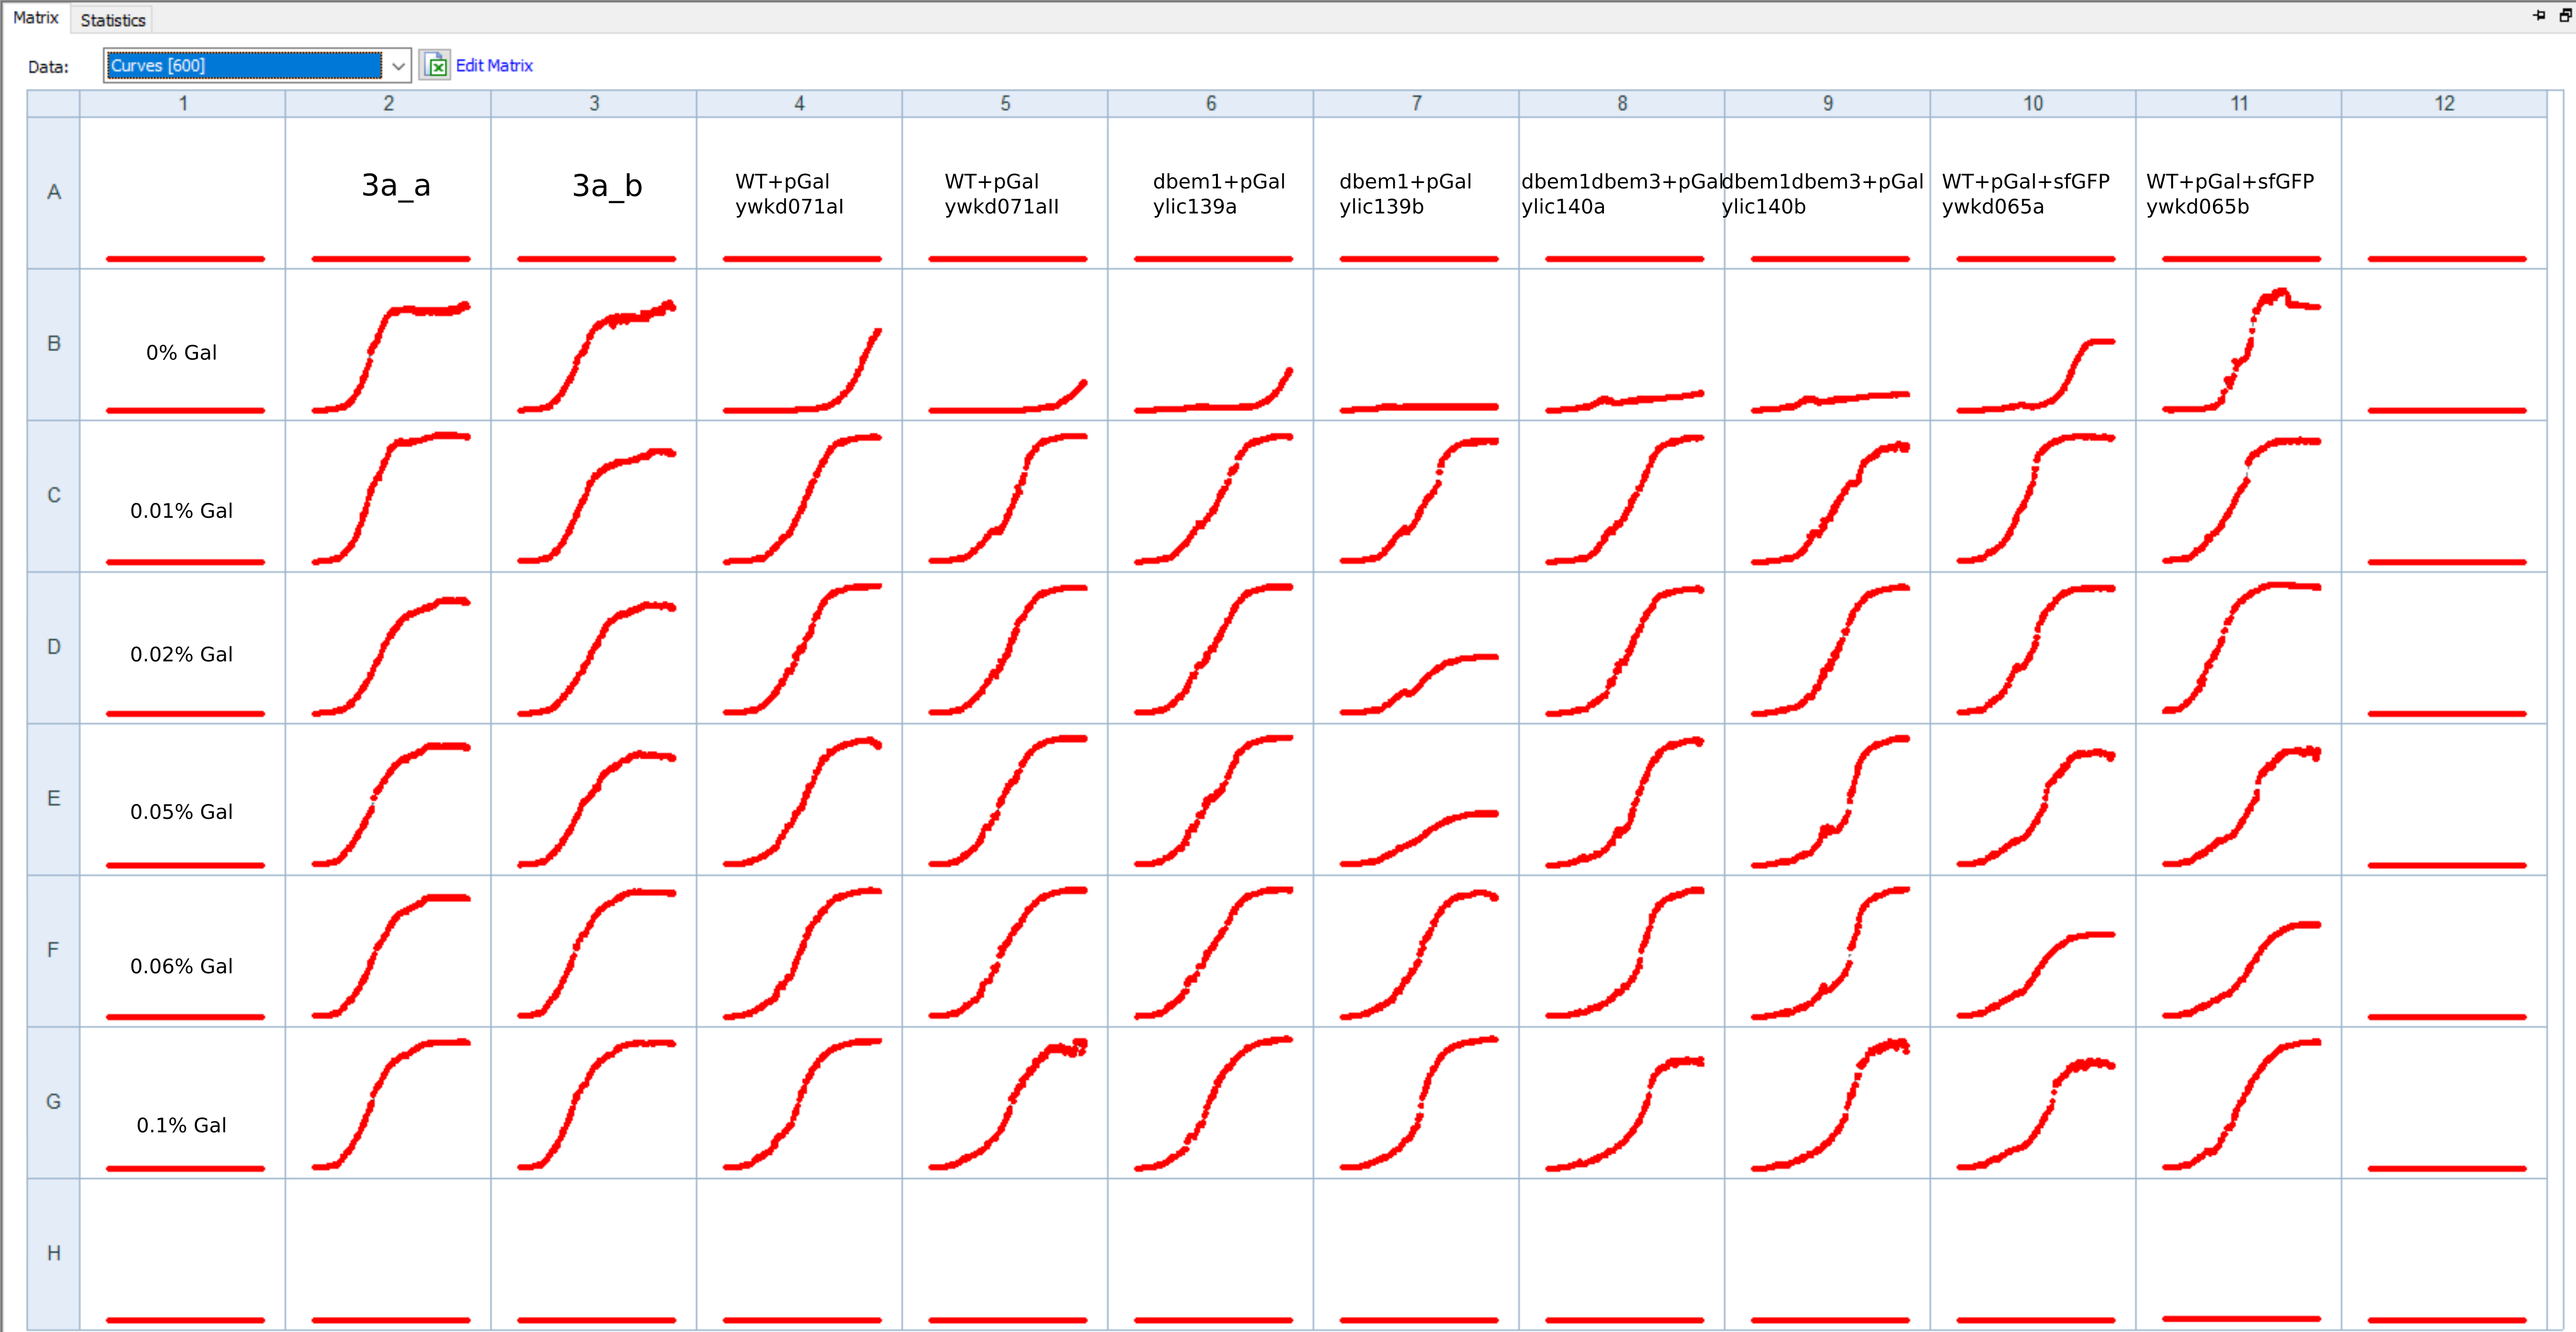 Matrix Statistics
Data: Curves [600] Edit Matrix
1 2 3 4 5 6 7 8 9 10 11 12
A
3a_a
3a_b
WT+pGal
ywkd071aI
WT+pGal
ywkd071aII
dbem1+pGal
ylic139a
dbem1+pGal
ylic139b
dbem1dbem3+pGal
ylic140a
dbem1dbem3+pGal
ylic140b
WT+pGal+sfGFP
ywkd065a
WT+pGal+sfGFP
ywkd065b
B 0% Gal
C 0.01% Gal
D 0.02% Gal
E 0.05% Gal
F 0.06% Gal
G 0.1% Gal
H